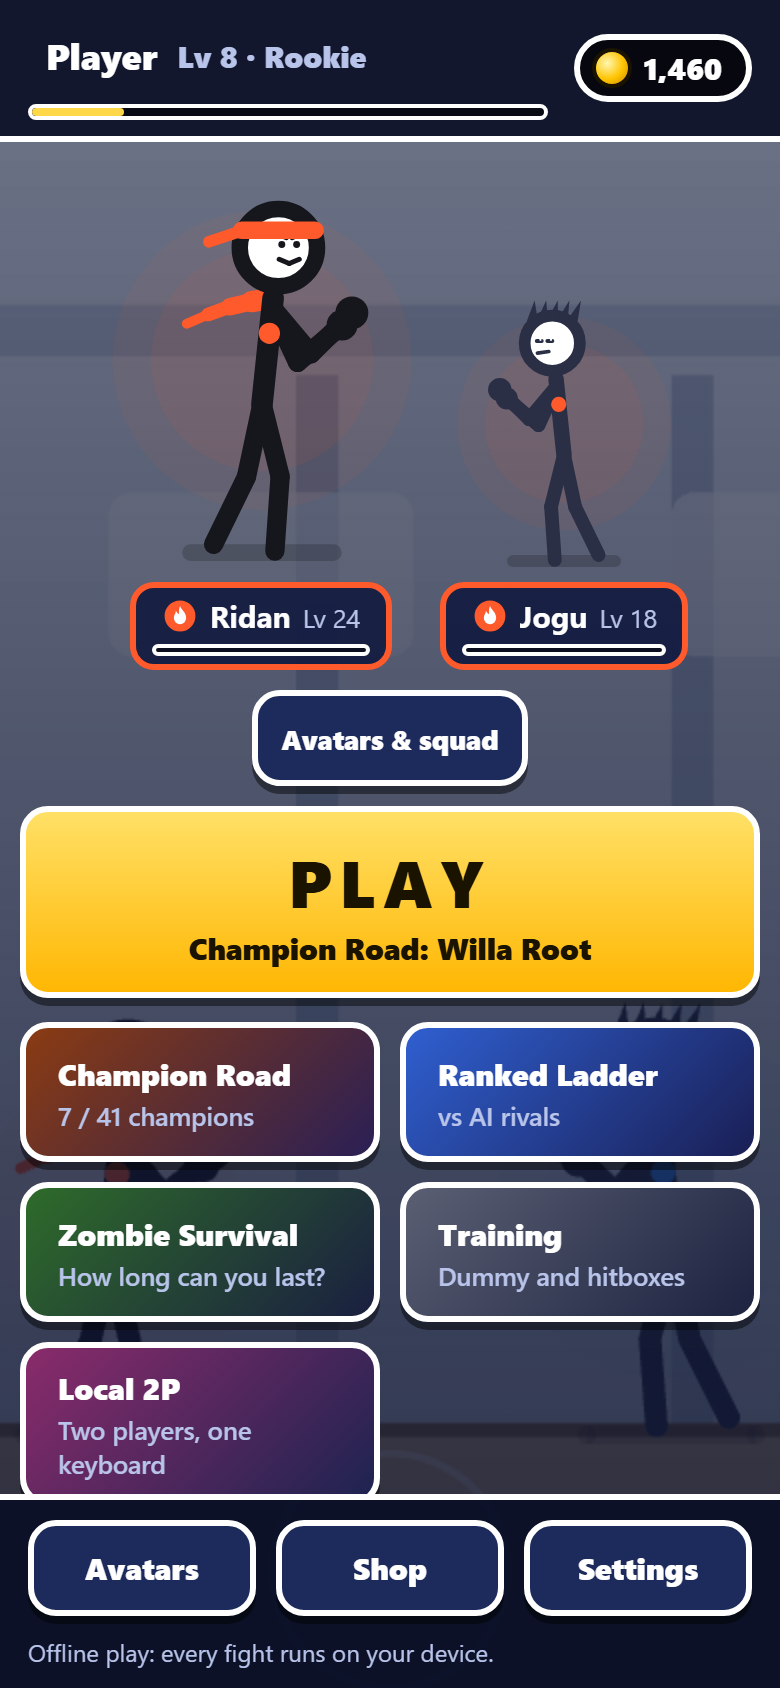 Player Lv 8 · Rookie
1,460
Ridan Lv 24
Jogu Lv 18
Avatars & squad
PLAY
Champion Road: Willa Root
Champion Road
7 / 41 champions
Ranked Ladder
vs AI rivals
Zombie Survival
How long can you last?
Training
Dummy and hitboxes
Local 2P
Two players, one
keyboard
Avatars
Shop
Settings
Offline play: every fight runs on your device.